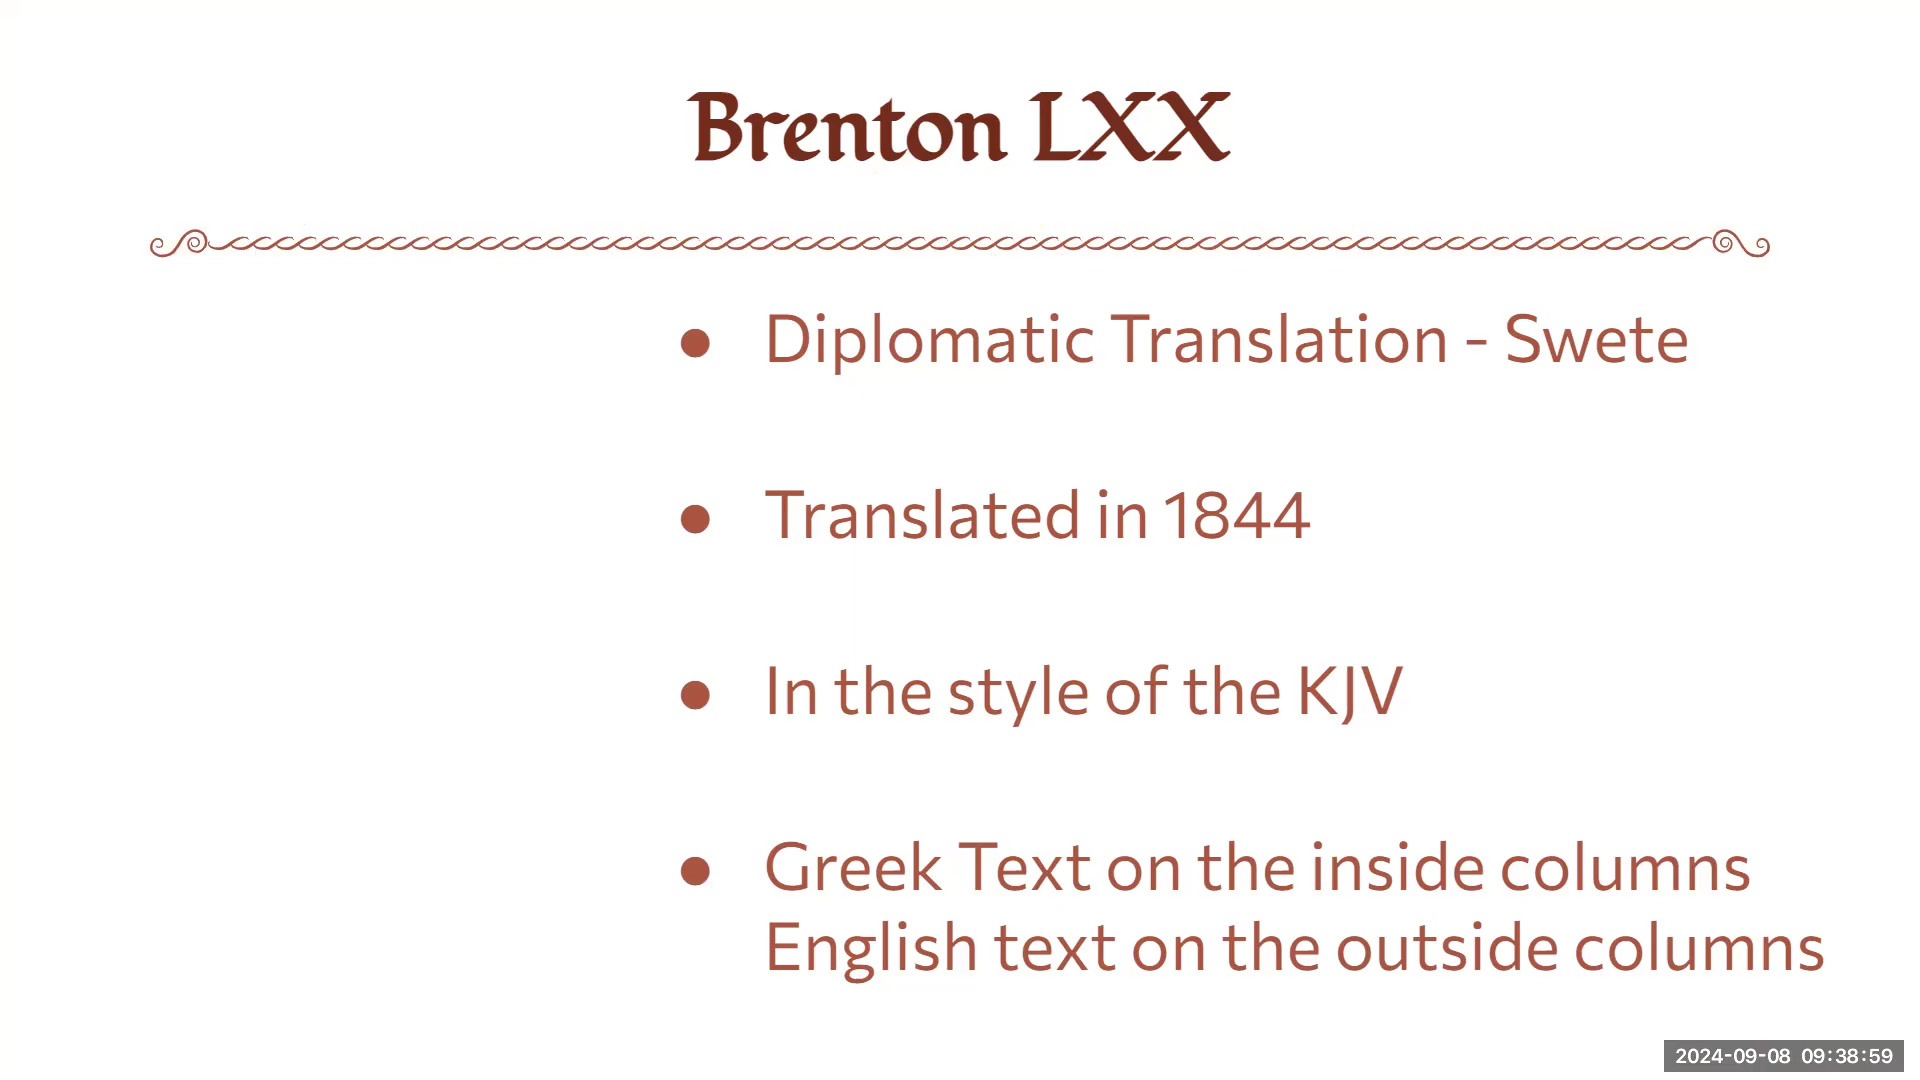 Brenton LXX
● Diplomatic Translation - Swete
● Translated in 1844
● In the style of the KJV
● Greek Text on the inside columns
English text on the outside columns
2024-09-08 09:38:59